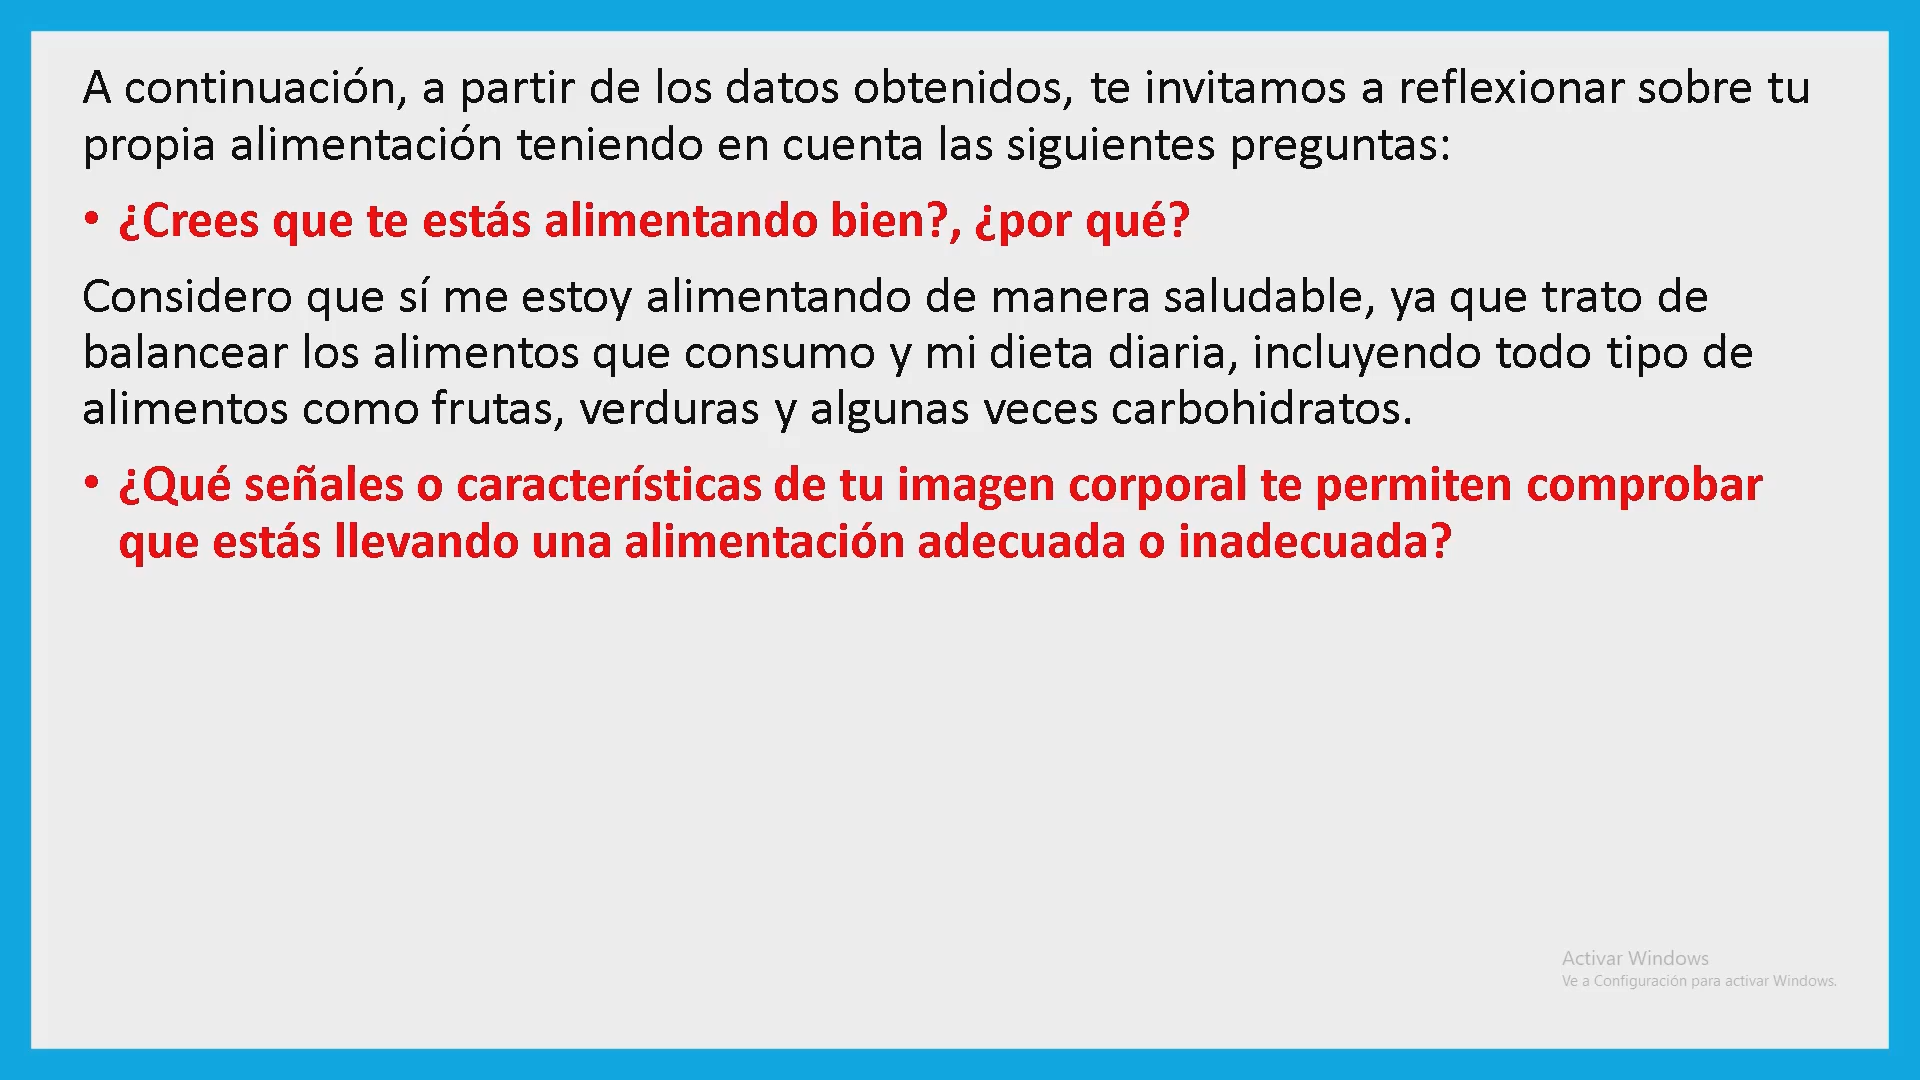 A continuación, a partir de los datos obtenidos, te invitamos a reflexionar sobre tu
propia alimentación teniendo en cuenta las siguientes preguntas:
• ¿Crees que te estás alimentando bien?, ¿por qué?
Considero que sí me estoy alimentando de manera saludable, ya que trato de
balancear los alimentos que consumo y mi dieta diaria, incluyendo todo tipo de
alimentos como frutas, verduras y algunas veces carbohidratos.
• ¿Qué señales o características de tu imagen corporal te permiten comprobar
que estás llevando una alimentación adecuada o inadecuada?
Activar Windows
Ve a Configuración para activar Windows.